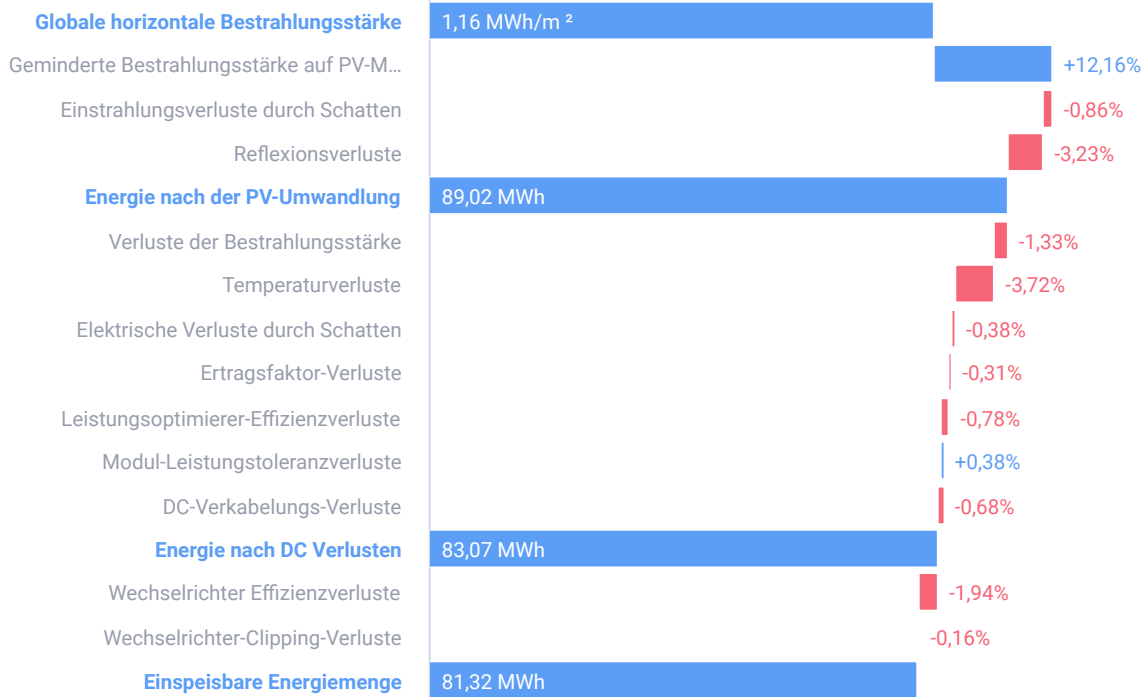 Globale horizontale Bestrahlungsstärke 1,16 MWh/m ²
Geminderte Bestrahlungsstärke auf PV-M... +12,16%
Einstrahlungsverluste durch Schatten -0,86%
Reflexionsverluste -3,23%
Energie nach der PV-Umwandlung 89,02 MWh
Verluste der Bestrahlungsstärke -1,33%
Temperaturverluste -3,72%
Elektrische Verluste durch Schatten -0,38%
Ertragsfaktor-Verluste -0,31%
Leistungsoptimierer-Effizienzverluste -0,78%
Modul-Leistungstoleranzverluste +0,38%
DC-Verkabelungs-Verluste -0,68%
Energie nach DC Verlusten 83,07 MWh
Wechselrichter Effizienzverluste -1,94%
Wechselrichter-Clipping-Verluste -0,16%
Einspeisbare Energiemenge 81,32 MWh